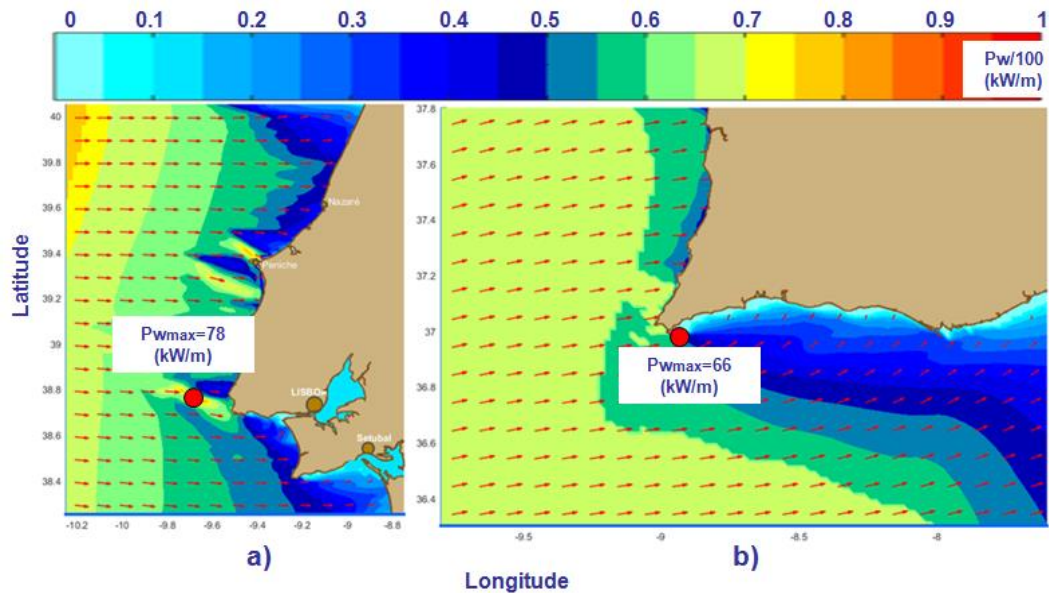 0 0.1 0.2 0.3 0.4 0.5 0.6 0.7 0.8 0.9 1
Pw/100
(kW/m)
Latitude
40
39.8
39.6
39.4
39.2
39
38.8
38.6
38.4
Nazaré
Peniche
Pwmax=78
(kW/m)
LISBOA
Setubal
-10.2 -10 -9.8 -9.6 -9.4 -9.2 -9 -8.8
a)
37.8
37.6
37.4
37.2
37
36.8
36.6
36.4
Pwmax=66
(kW/m)
-9.5 -9 -8.5 -8
b)
Longitude